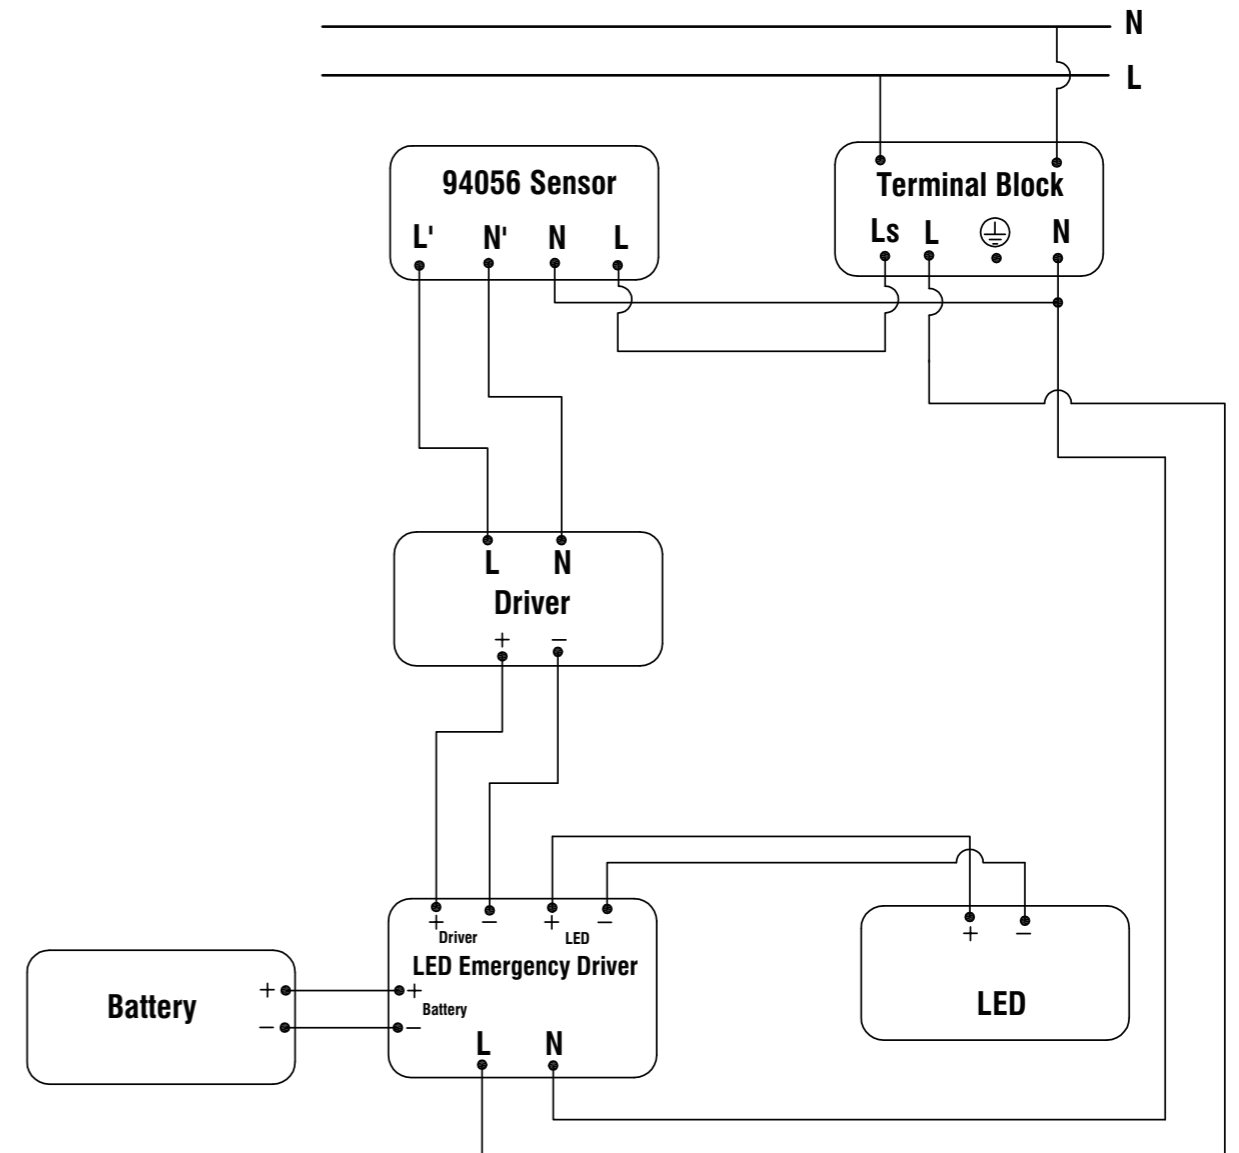 N
L
94056 Sensor
L' N' N L
Terminal Block
Ls L N
L N
Driver
+ −
+ − + −
Driver LED
LED Emergency Driver
+ −
LED
Battery
+ +
Battery
− −
L N